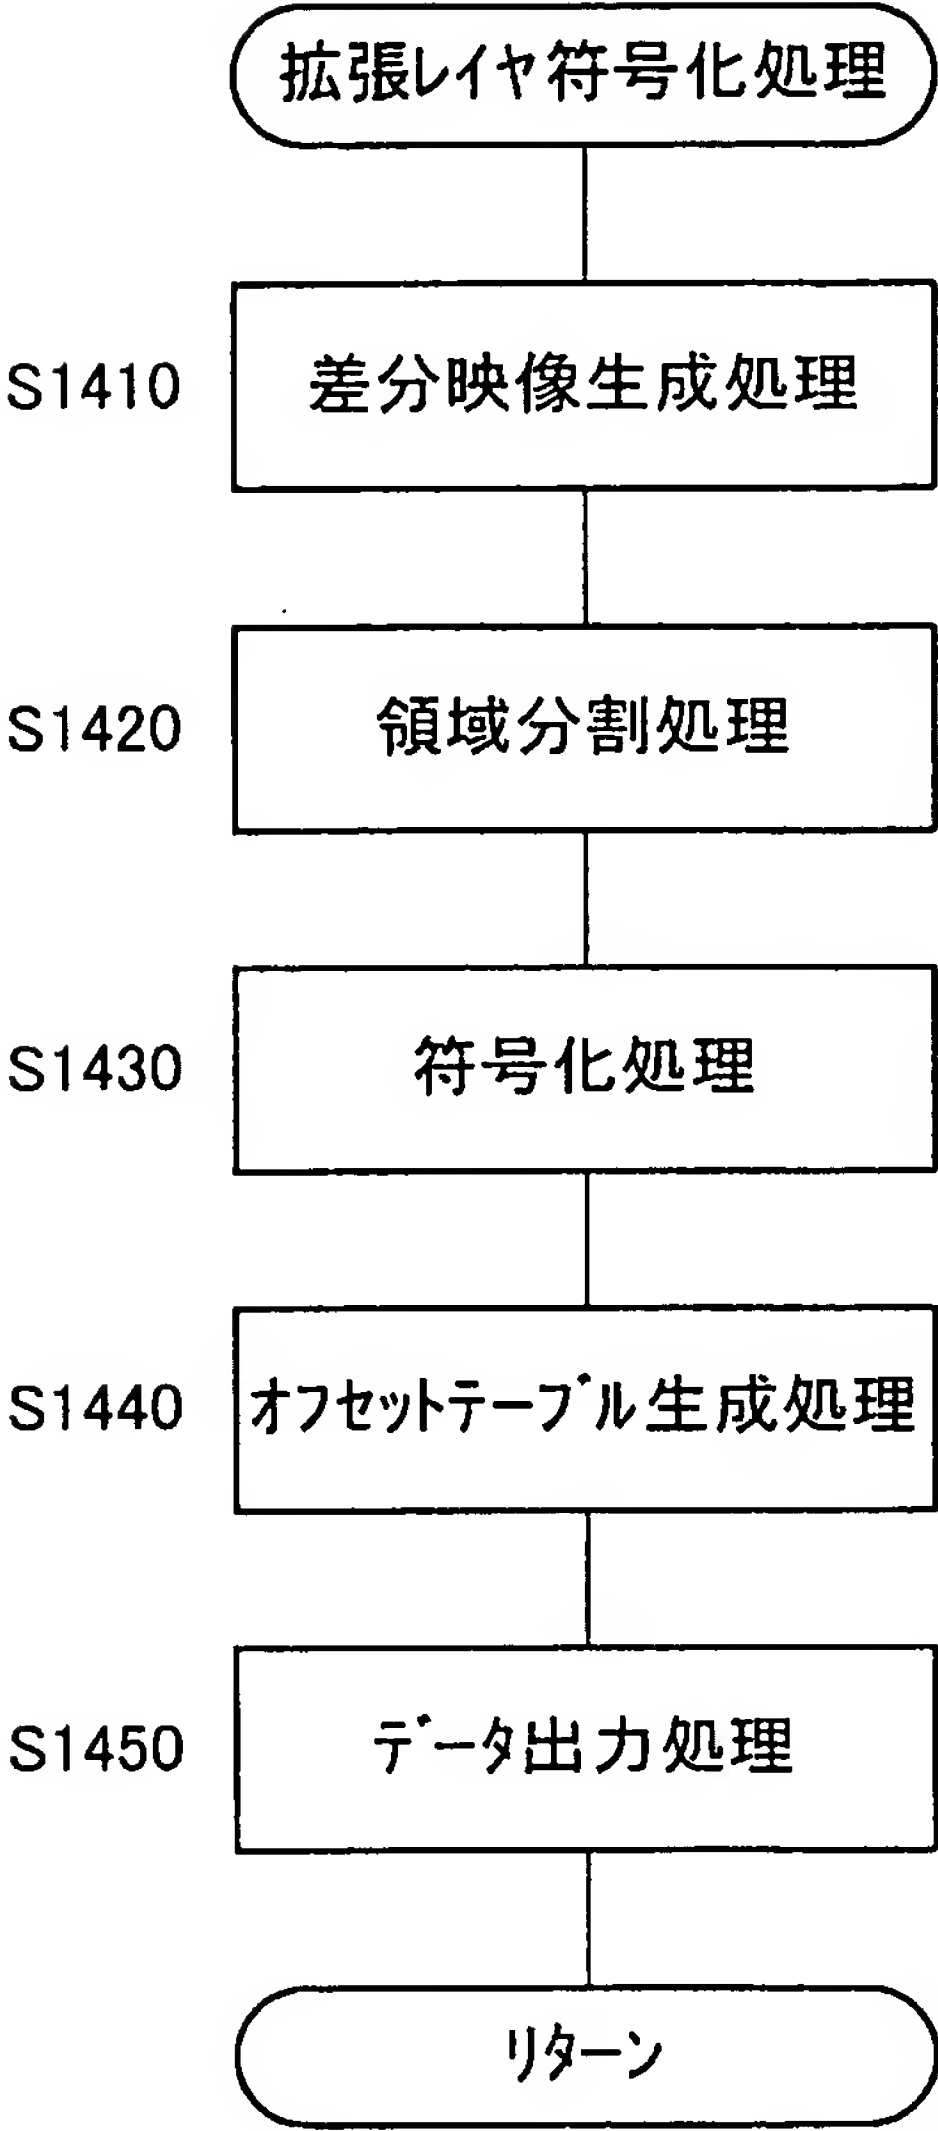 拡張レイヤ符号化処理
S1410 差分映像生成処理
S1420 領域分割処理
S1430 符号化処理
S1440 オフセットテーブル生成処理
S1450 データ出力処理
リターン